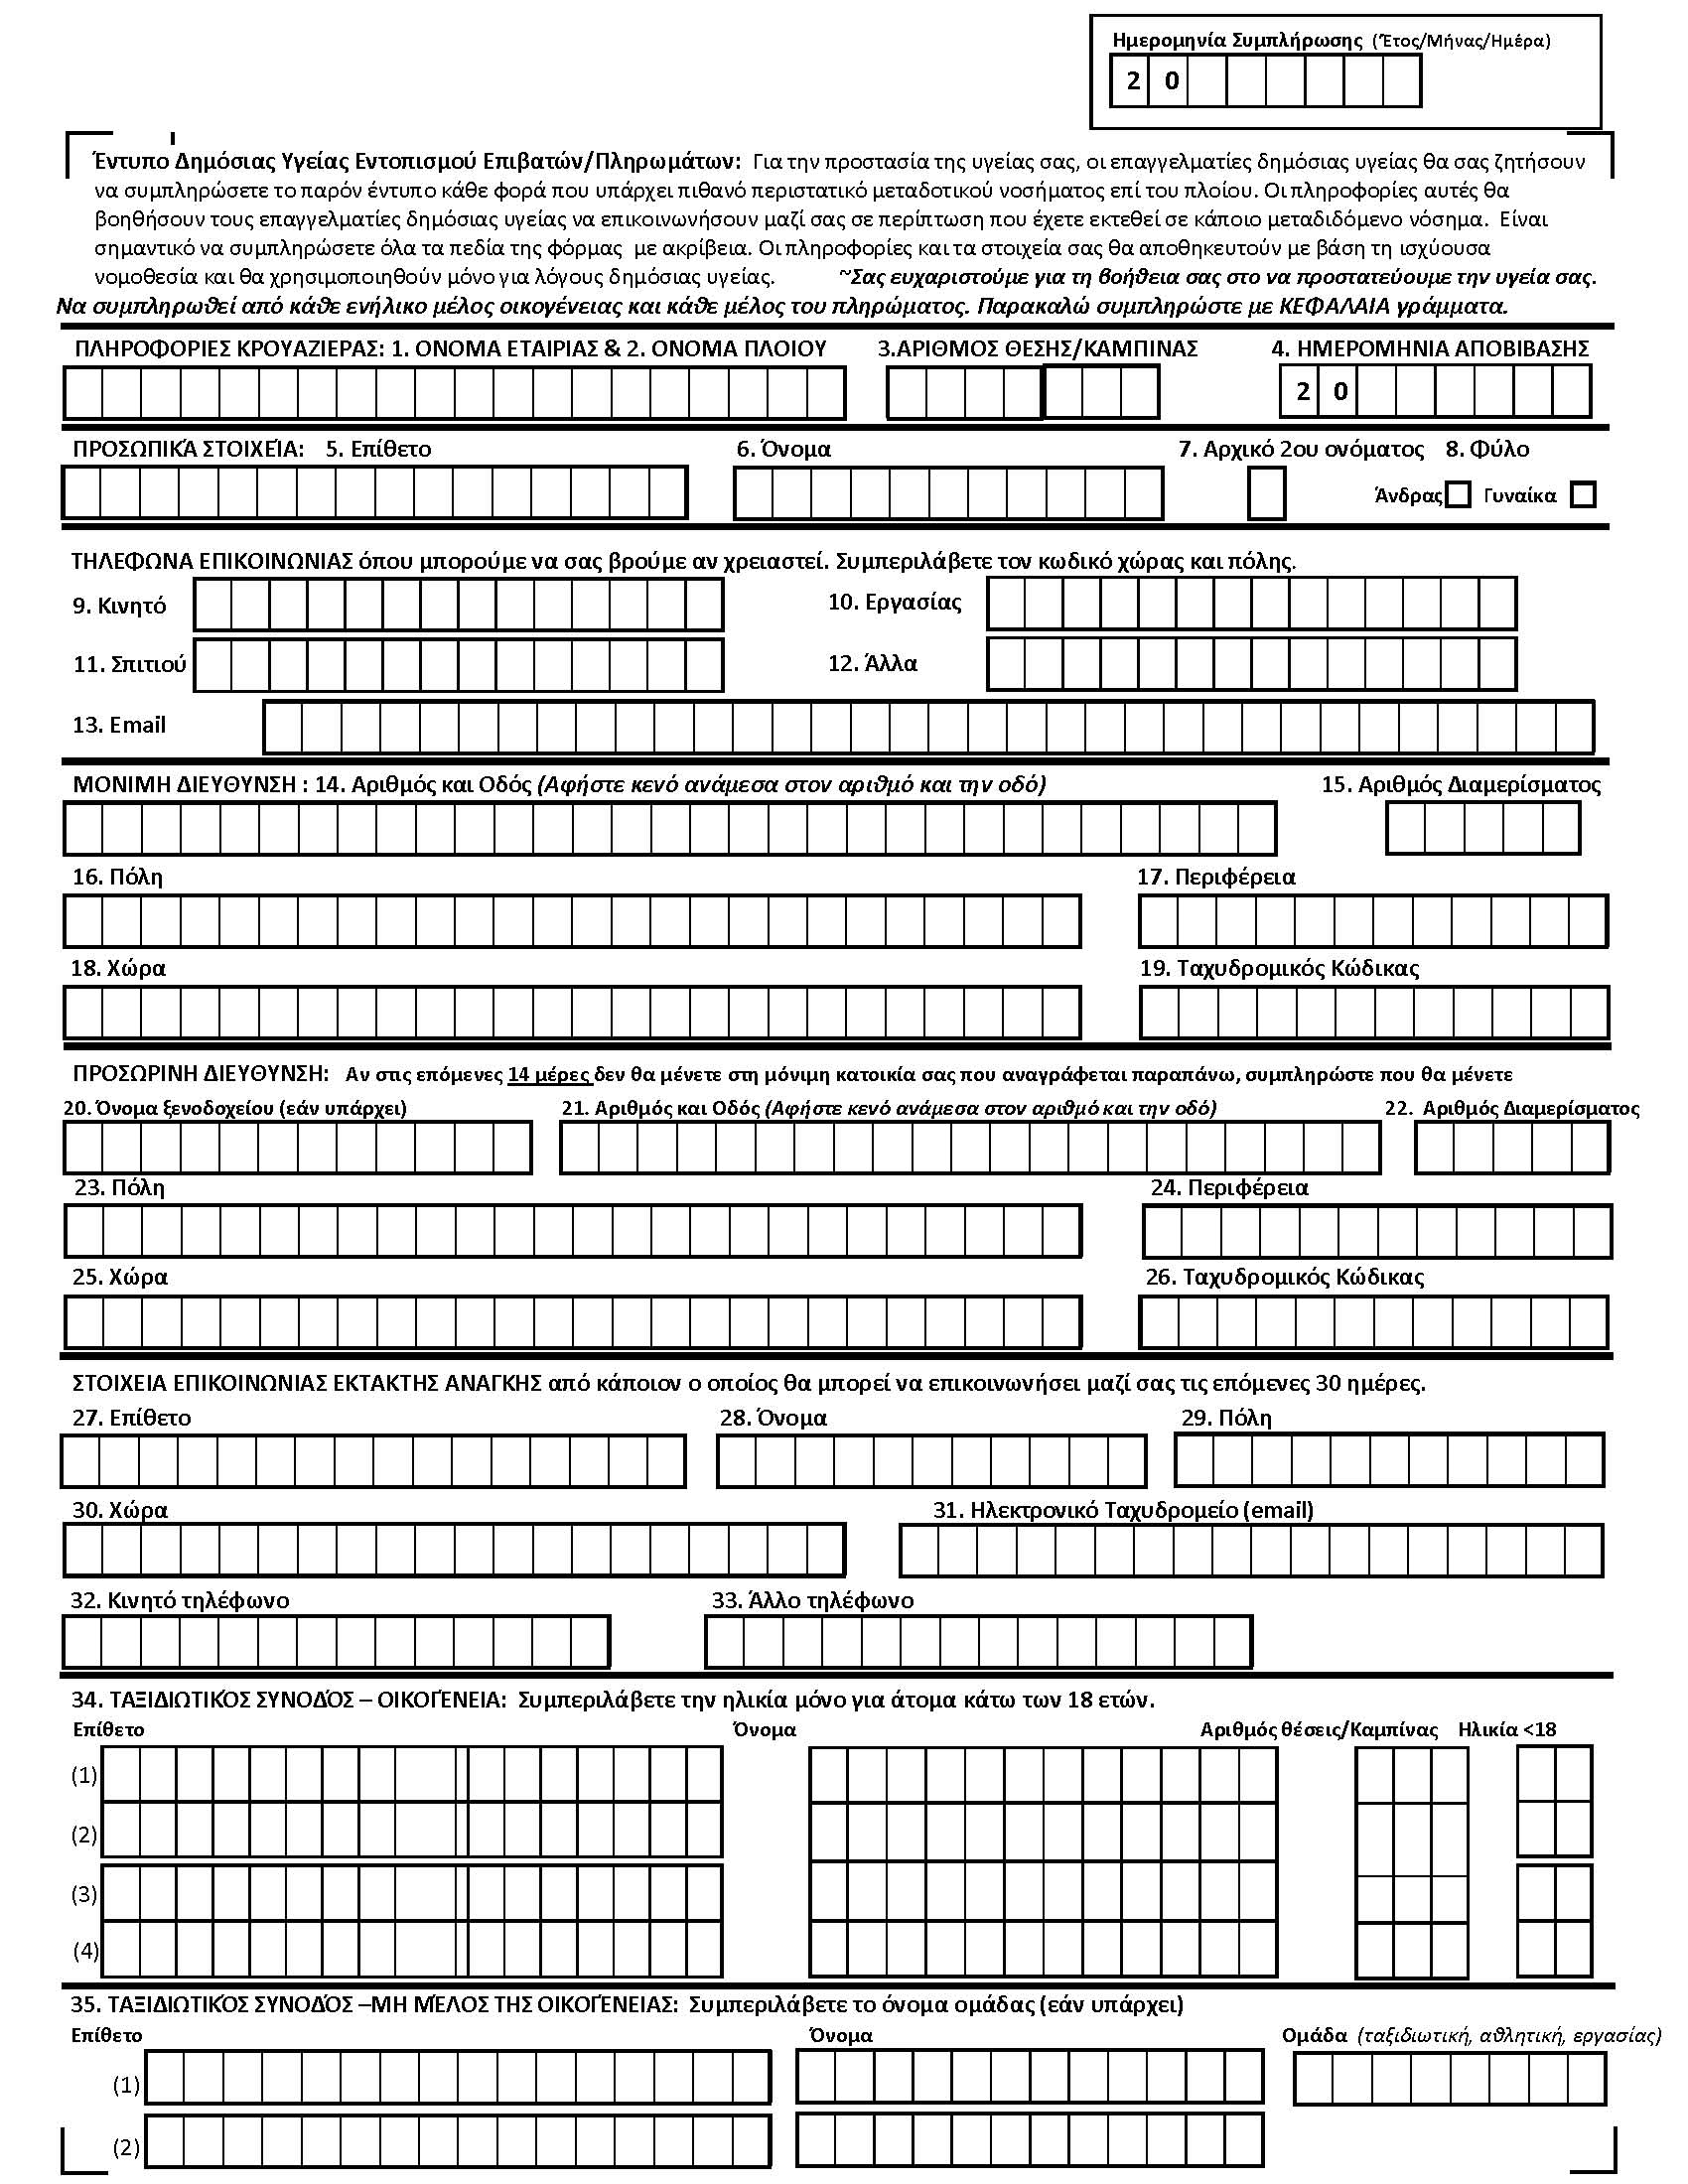 Ημερομηνία Συμπλήρωσης (Έτος/Μήνας/Ημέρα)
2 0
Έντυπο Δημόσιας Υγείας Εντοπισμού Επιβατών/Πληρωμάτων: Για την προστασία της υγείας σας, οι επαγγελματίες δημόσιας υγείας θα σας ζητήσουν
να συμπληρώσετε το παρόν έντυπο κάθε φορά που υπάρχει πιθανό περιστατικό μεταδοτικού νοσήματος επί του πλοίου. Οι πληροφορίες αυτές θα
βοηθήσουν τους επαγγελματίες δημόσιας υγείας να επικοινωνήσουν μαζί σας σε περίπτωση που έχετε εκτεθεί σε κάποιο μεταδιδόμενο νόσημα. Είναι
σημαντικό να συμπληρώσετε όλα τα πεδία της φόρμας με ακρίβεια. Οι πληροφορίες και τα στοιχεία σας θα αποθηκευτούν με βάση τη ισχύουσα
νομοθεσία και θα χρησιμοποιηθούν μόνο για λόγους δημόσιας υγείας. ~Σας ευχαριστούμε για τη βοήθεια σας στο να προστατεύουμε την υγεία σας.
Να συμπληρωθεί από κάθε ενήλικο μέλος οικογένειας και κάθε μέλος του πληρώματος. Παρακαλώ συμπληρώστε με ΚΕΦΑΛΑΙΑ γράμματα.
ΠΛΗΡΟΦΟΡΙΕΣ ΚΡΟΥΑΖΙΕΡΑΣ: 1. ΟΝΟΜΑ ΕΤΑΙΡΙΑΣ & 2. ΟΝΟΜΑ ΠΛΟΙΟΥ 3.ΑΡΙΘΜΟΣ ΘΕΣΗΣ/ΚΑΜΠΙΝΑΣ 4. ΗΜΕΡΟΜΗΝΙΑ ΑΠΟΒΙΒΑΣΗΣ
2 0
ΠΡΟΣΩΠΙΚΆ ΣΤΟΙΧΕΊΑ: 5. Επίθετο 6. Όνομα 7. Αρχικό 2ου ονόματος 8. Φύλο
Άνδρας Γυναίκα
ΤΗΛΕΦΩΝΑ ΕΠΙΚΟΙΝΩΝΙΑΣ όπου μπορούμε να σας βρούμε αν χρειαστεί. Συμπεριλάβετε τον κωδικό χώρας και πόλης.
9. Κινητό 10. Εργασίας
11. Σπιτιού 12. Άλλα
13. Email
ΜΟΝΙΜΗ ΔΙΕΥΘΥΝΣΗ : 14. Αριθμός και Οδός (Αφήστε κενό ανάμεσα στον αριθμό και την οδό) 15. Αριθμός Διαμερίσματος
16. Πόλη 17. Περιφέρεια
18. Χώρα 19. Ταχυδρομικός Κώδικας
ΠΡΟΣΩΡΙΝΗ ΔΙΕΥΘΥΝΣΗ: Αν στις επόμενες 14 μέρες δεν θα μένετε στη μόνιμη κατοικία σας που αναγράφεται παραπάνω, συμπληρώστε που θα μένετε
20. Όνομα ξενοδοχείου (εάν υπάρχει) 21. Αριθμός και Οδός (Αφήστε κενό ανάμεσα στον αριθμό και την οδό) 22. Αριθμός Διαμερίσματος
23. Πόλη 24. Περιφέρεια
25. Χώρα 26. Ταχυδρομικός Κώδικας
ΣΤΟΙΧΕΙΑ ΕΠΙΚΟΙΝΩΝΙΑΣ ΕΚΤΑΚΤΗΣ ΑΝΑΓΚΗΣ από κάποιον ο οποίος θα μπορεί να επικοινωνήσει μαζί σας τις επόμενες 30 ημέρες.
27. Επίθετο 28. Όνομα 29. Πόλη
30. Χώρα 31. Ηλεκτρονικό Ταχυδρομείο (email)
32. Κινητό τηλέφωνο 33. Άλλο τηλέφωνο
34. ΤΑΞΙΔΙΩΤΙΚΌΣ ΣΥΝΟΔΌΣ – ΟΙΚΟΓΈΝΕΙΑ: Συμπεριλάβετε την ηλικία μόνο για άτομα κάτω των 18 ετών.
Επίθετο Όνομα Αριθμός θέσεις/Καμπίνας Ηλικία <18
(1)
(2)
(3)
(4)
35. ΤΑΞΙΔΙΩΤΙΚΌΣ ΣΥΝΟΔΌΣ –ΜΗ ΜΈΛΟΣ ΤΗΣ ΟΙΚΟΓΈΝΕΙΑΣ: Συμπεριλάβετε το όνομα ομάδας (εάν υπάρχει)
Επίθετο Όνομα Ομάδα (ταξιδιωτική, αθλητική, εργασίας)
(1)
(2)